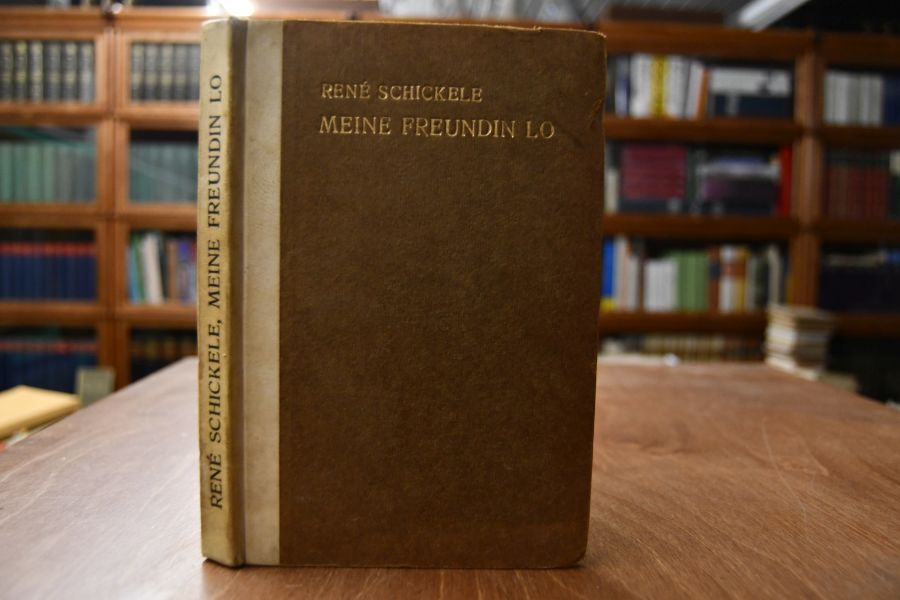 RENÉ SCHICKELE
MEINE FREUNDIN LO
RENÉ SCHICKELE, MEINE FREUNDIN LO